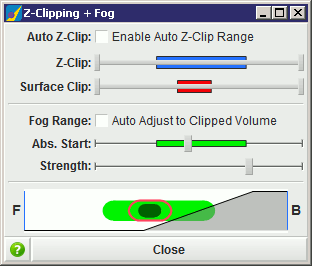 Z-Clipping + Fog
Auto Z-Clip: Enable Auto Z-Clip Range
Z-Clip:
Surface Clip:
Fog Range: Auto Adjust to Clipped Volume
Abs. Start:
Strength:
F B
? Close